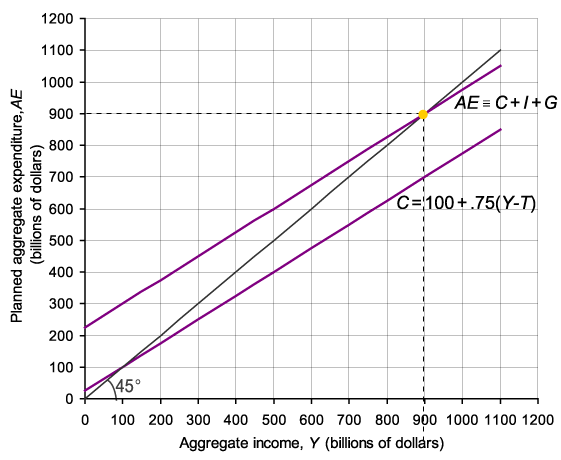 1200
1100
1000
900
800
700
600
500
400
300
200
100
0
Planned aggregate expenditure, AE
(billions of dollars)
AE ≡ C + I + G
C = 100 + .75(Y-T)
45°
0 100 200 300 400 500 600 700 800 900 1000 1100 1200
Aggregate income, Y (billions of dollars)